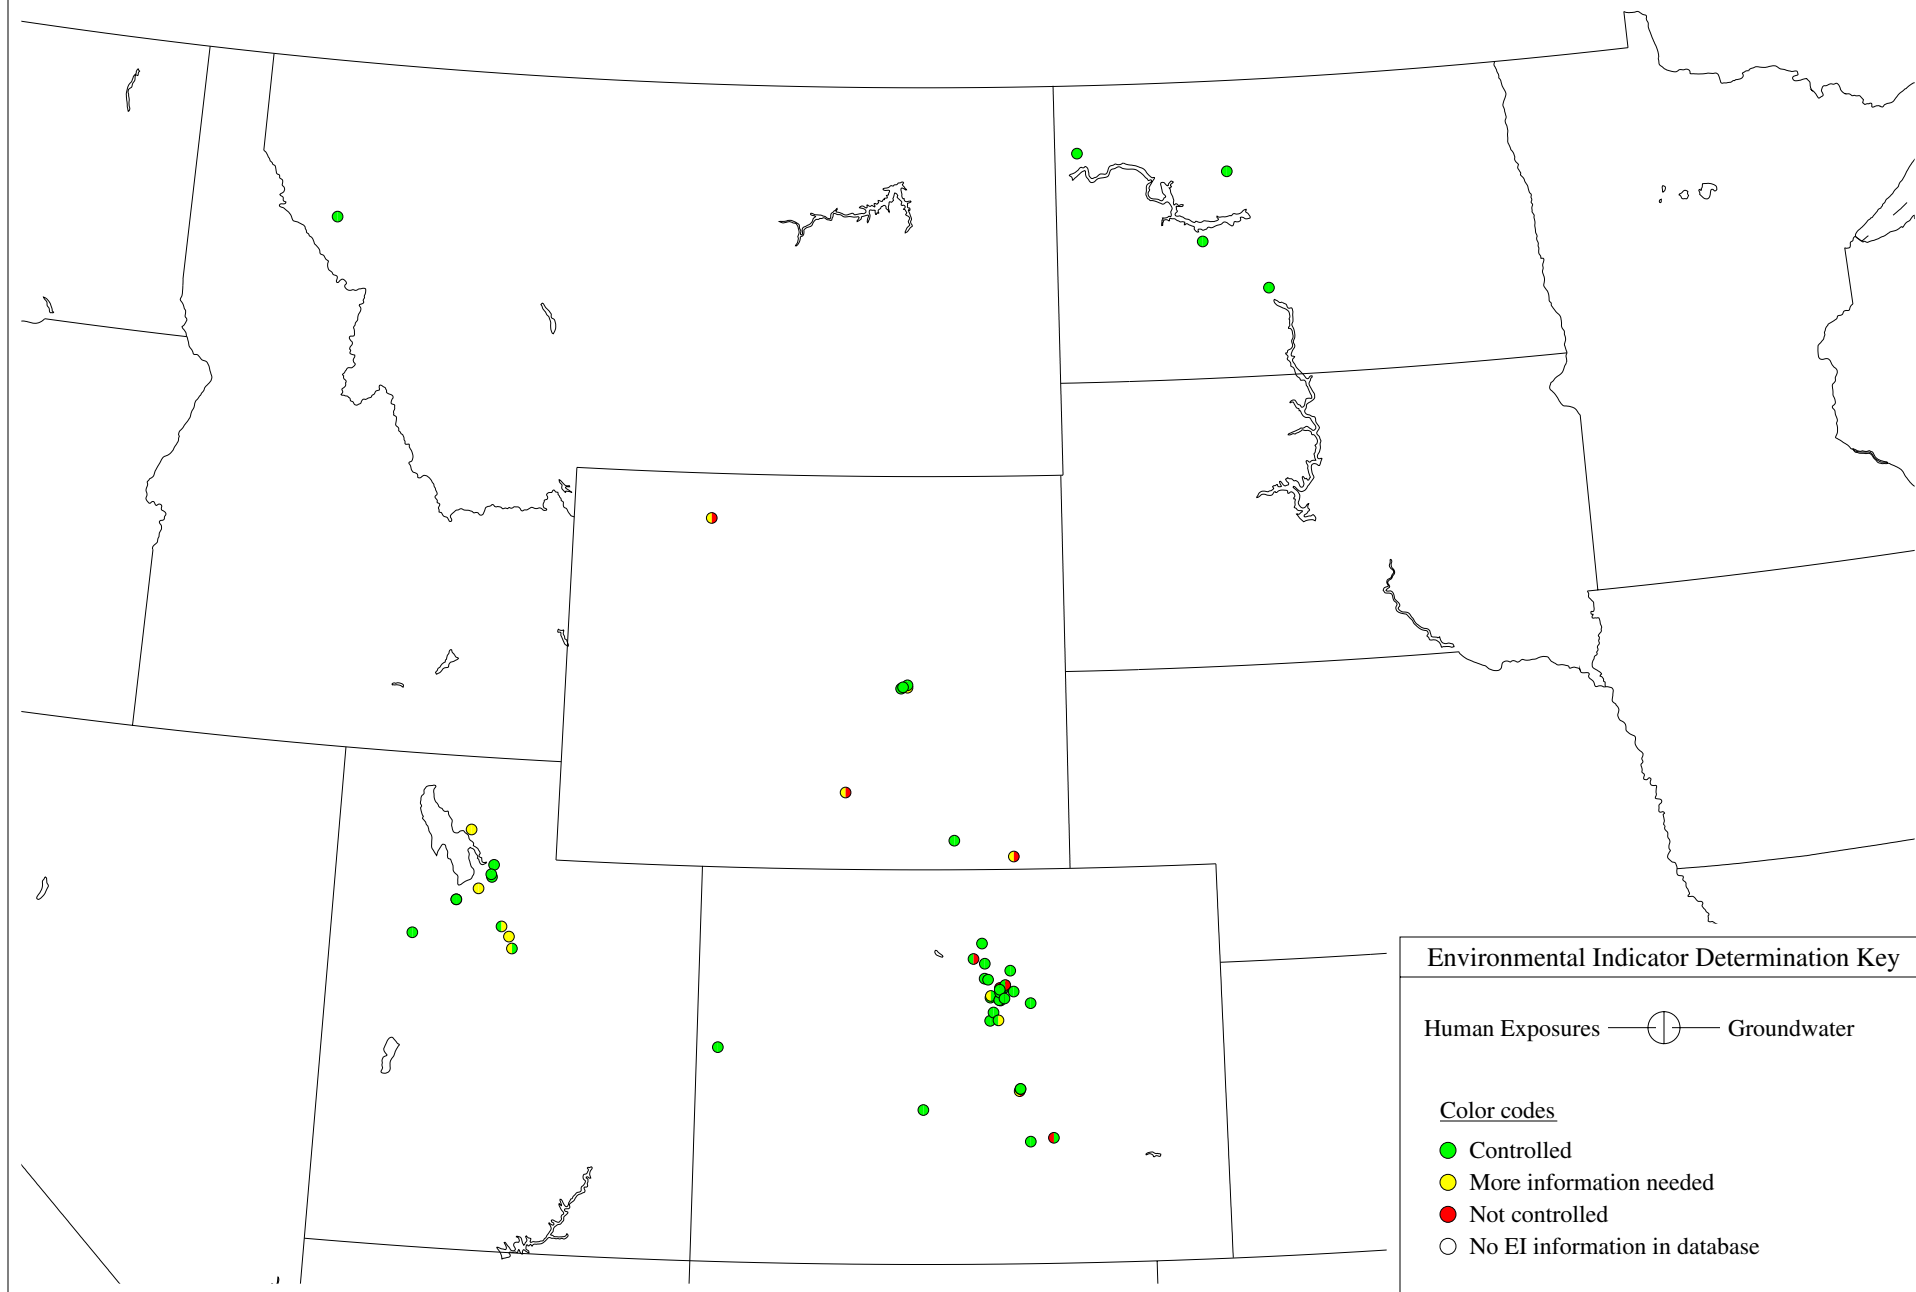 Environmental Indicator Determination Key
Human Exposures Groundwater
Color codes
Controlled
More information needed
Not controlled
No EI information in database